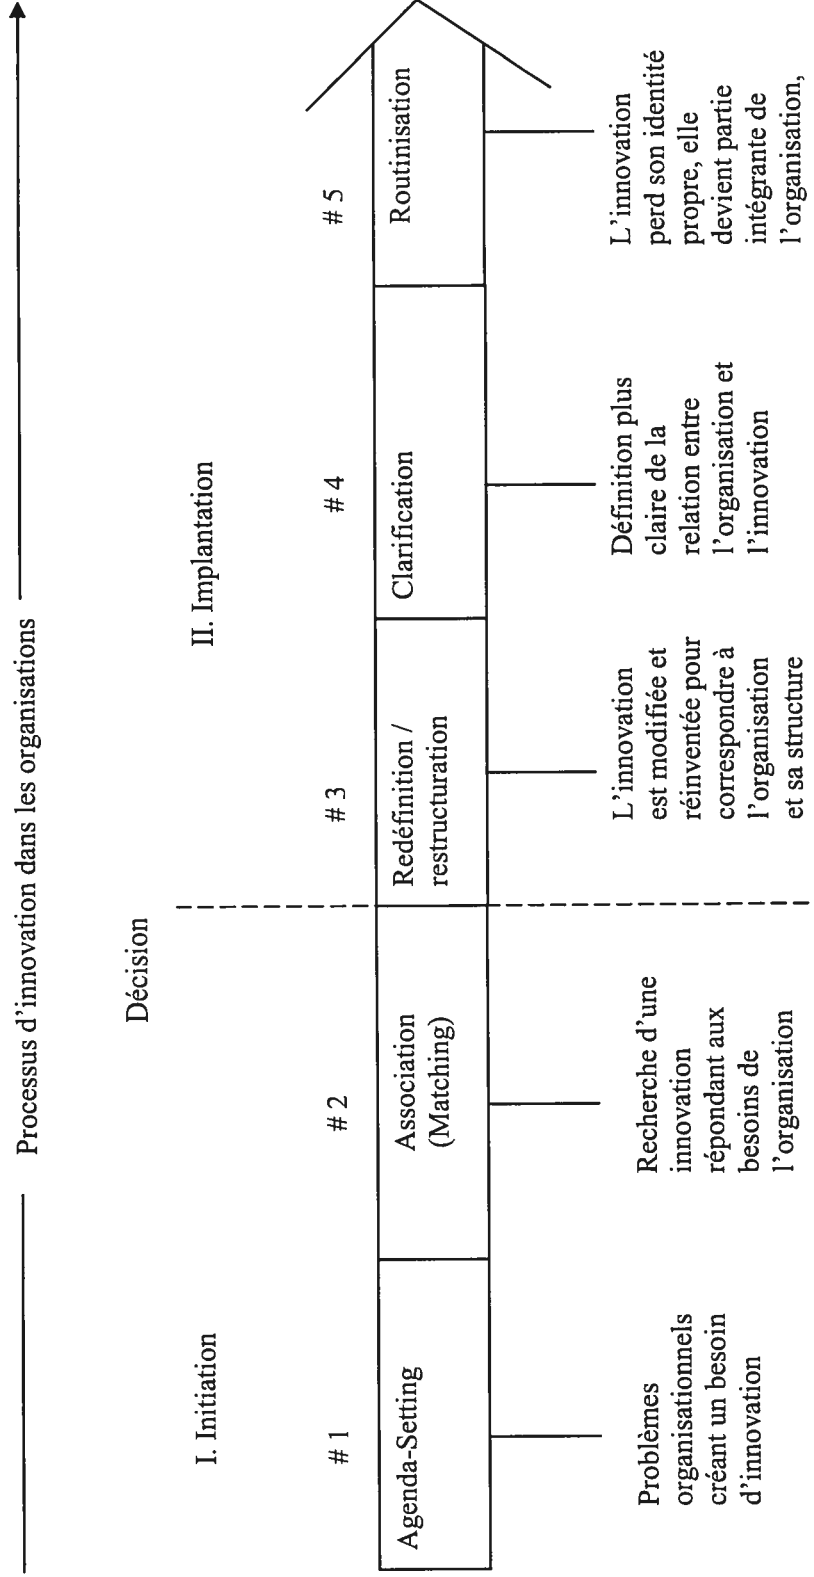 Processus d'innovation dans les organisations
Décision
I. Initiation
II. Implantation
# 1
# 2
# 3
# 4
# 5
Agenda-Setting
Association
(Matching)
Redéfinition /
restructuration
Clarification
Routinisation
Problèmes
organisationnels
créant un besoin
d'innovation
Recherche d'une
innovation
répondant aux
besoins de
l'organisation
L'innovation
est modifiée et
réinventée pour
correspondre à
l'organisation
et sa structure
Définition plus
claire de la
relation entre
l'organisation et
l'innovation
L'innovation
perd son identité
propre, elle
devient partie
intégrante de
l'organisation,